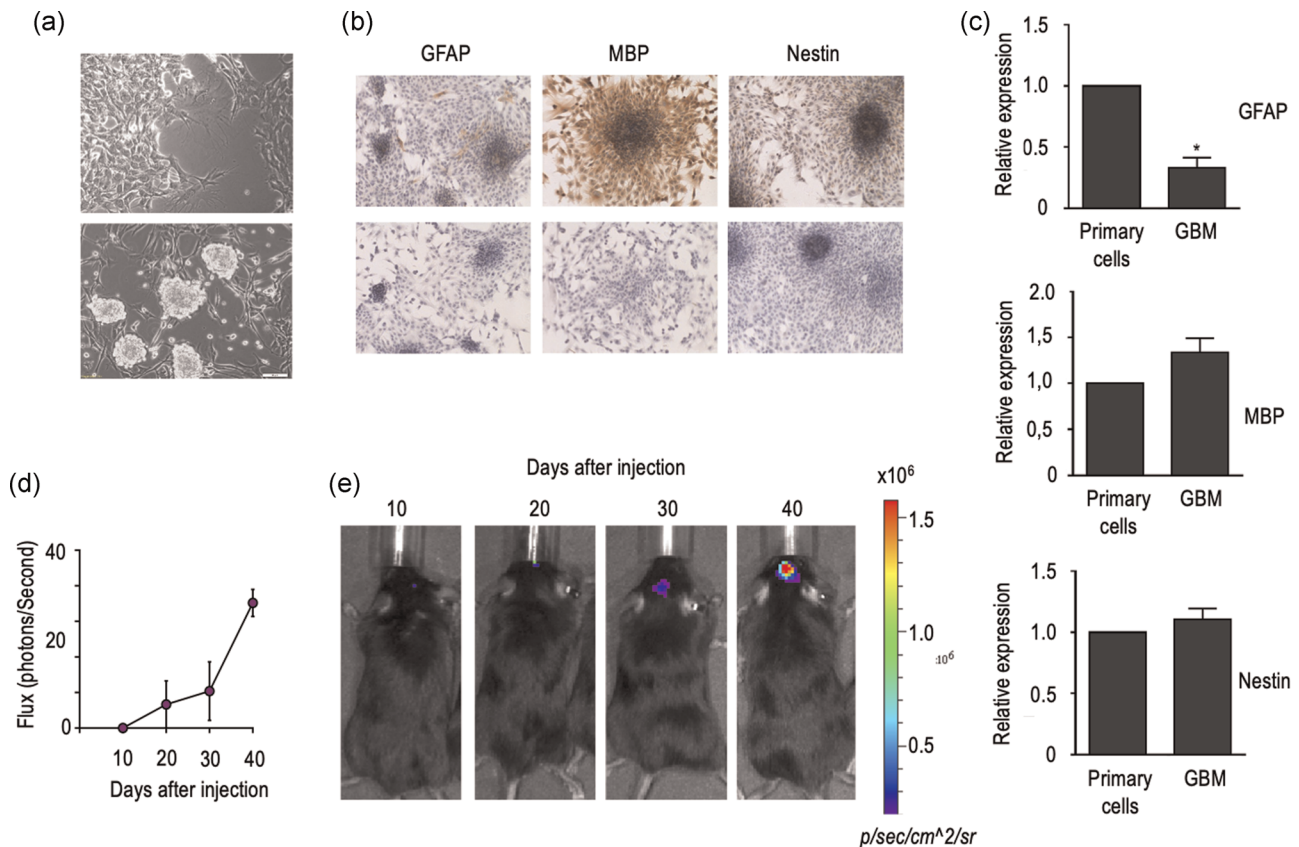 (a)
(b)
GFAP
MBP
Nestin
(c)
Relative expression
1.5
1.0
0.5
0
*
Primary
cells
GBM
GFAP
Relative expression
2.0
1.5
1,0
0,5
0
Primary
cells
GBM
MBP
Relative expression
1.5
1.0
0.5
0
Primary
cells
GBM
Nestin
(d)
Flux (photons/Second)
40
20
0
10
20
30
40
Days after injection
(e)
Days after injection
10
20
30
40
x10⁶
1.5
1.0
0.5
p/sec/cm^2/sr